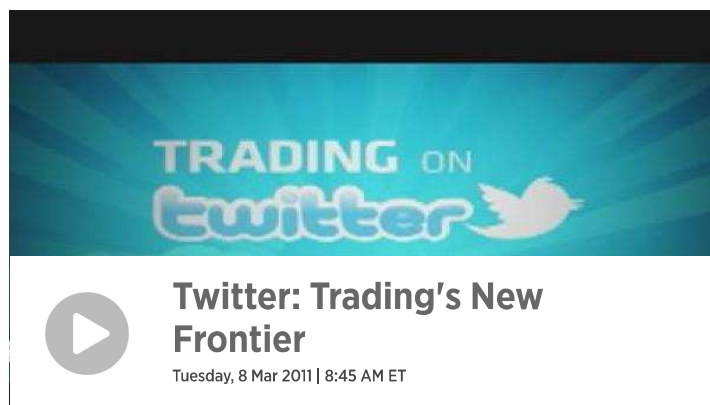 TRADING ON
twitter
Twitter: Trading's New
Frontier
Tuesday, 8 Mar 2011 | 8:45 AM ET